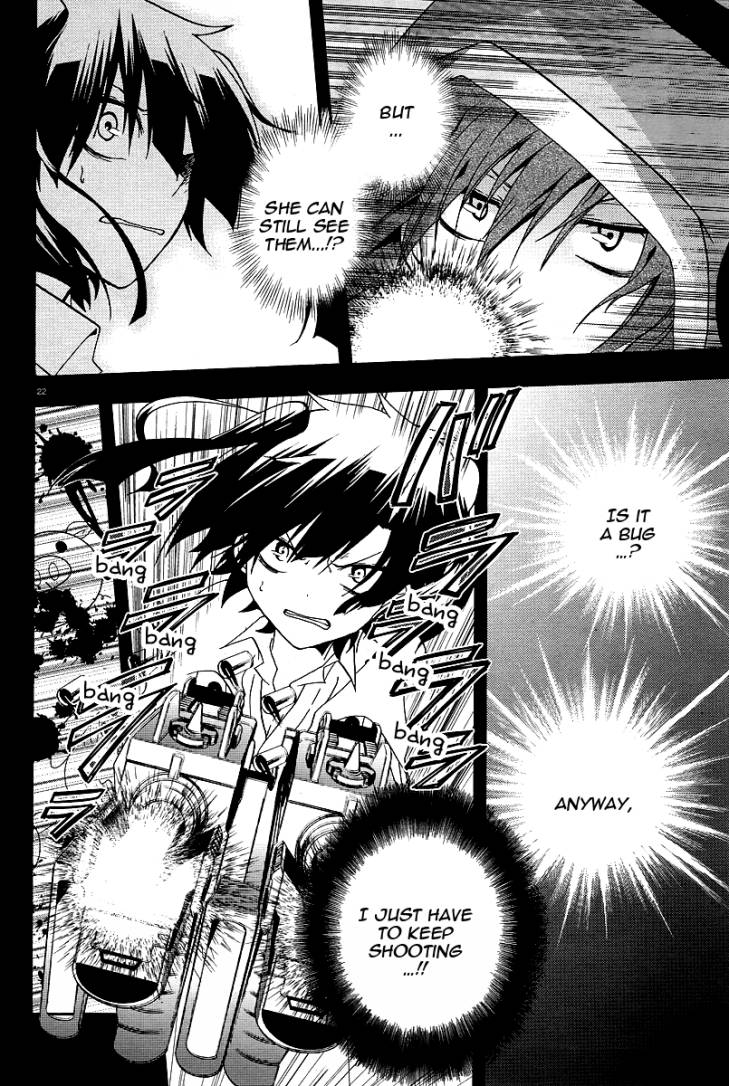 BUT
...
SHE CAN
STILL SEE
THEM...!?
22
IS IT
A BUG
...?
ANYWAY,
bang
bang
bang
bang
bang
bang
I JUST HAVE
TO KEEP
SHOOTING
...!!